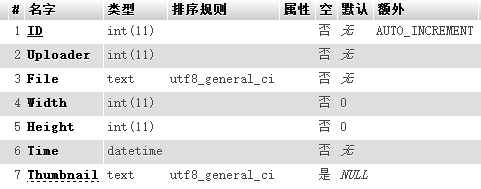 # 名字 类型 排序规则 属性 空 默认 额外
1 ID int(11) 否 无 AUTO_INCREMENT
2 Uploader int(11) 否 无
3 File text utf8_general_ci 否 无
4 Width int(11) 否 0
5 Height int(11) 否 0
6 Time datetime 否 无
7 Thumbnail text utf8_general_ci 是 NULL